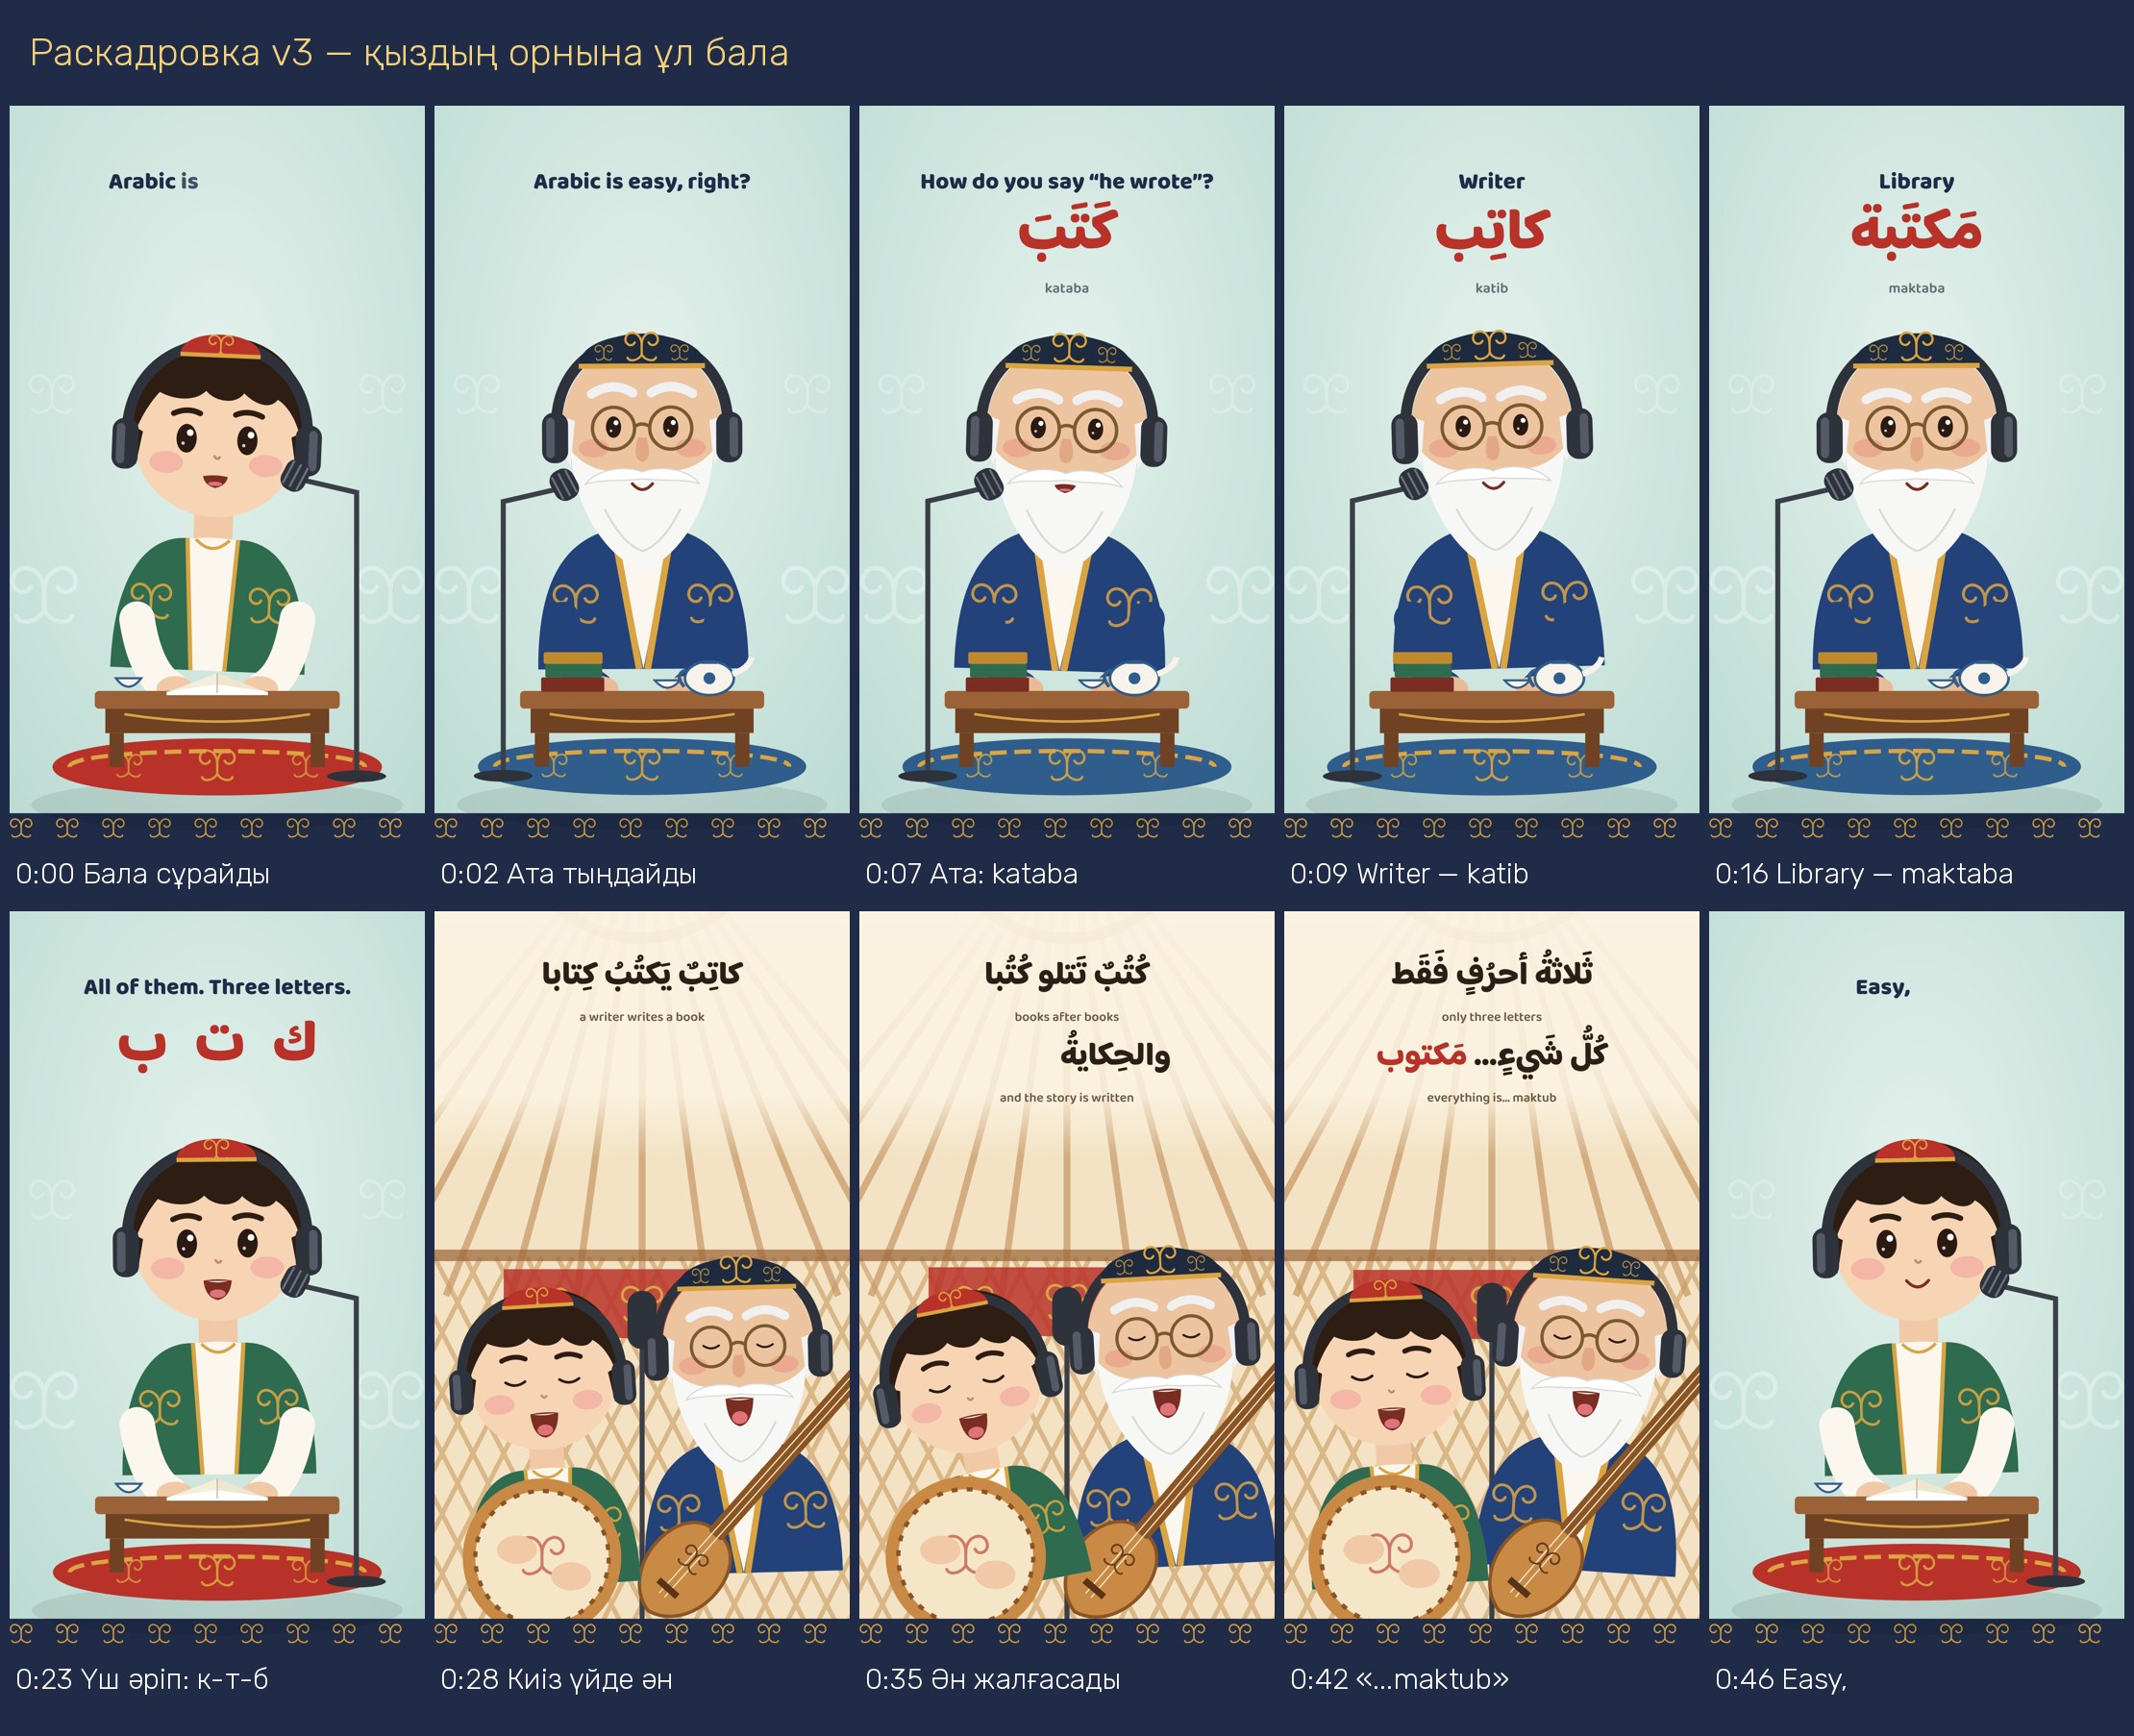 Раскадровка v3 — қыздың орнына ұл бала
Arabic is
0:00 Бала сұрайды
Arabic is easy, right?
0:02 Ата тыңдайды
How do you say “he wrote”?
كَتَبَ
kataba
0:07 Ата: kataba
Writer
كاتِب
katib
0:09 Writer — katib
Library
مَكتَبة
maktaba
0:16 Library — maktaba
All of them. Three letters.
ك ت ب
0:23 Үш әріп: к-т-б
كاتِبٌ يَكتُبُ كِتابا
a writer writes a book
0:28 Киіз үйде ән
كُتُبٌ تَتلو كُتُبا
books after books
والحِكايةُ
and the story is written
0:35 Ән жалғасады
ثَلاثةُ أحرُفٍ فَقَط
only three letters
كُلُّ شَيءٍ... مَكتوب
everything is... maktub
0:42 «...maktub»
Easy,
0:46 Easy,